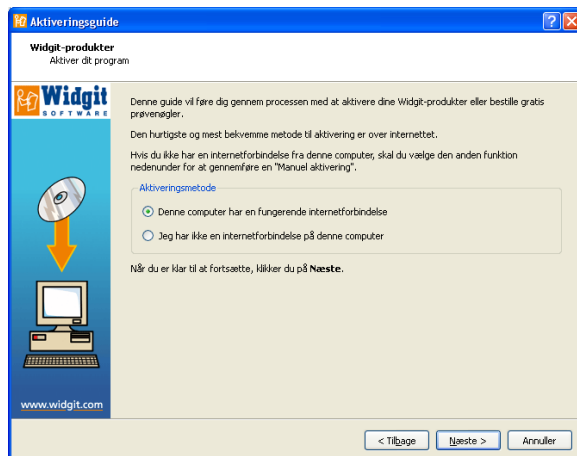 Aktiveringsguide
Widgit-produkter
Aktiver dit program
Widgit
SOFTWARE
Denne guide vil føre dig gennem processen med at aktivere dine Widgit-produkter eller bestille gratis
prøvenøgler.
Den hurtigste og mest bekvemme metode til aktivering er over internettet.
Hvis du ikke har en internetforbindelse fra denne computer, skal du vælge den anden funktion
nedenunder for at gennemføre en "Manuel aktivering".
Aktiveringsmetode
Denne computer har en fungerende internetforbindelse
Jeg har ikke en internetforbindelse på denne computer
Når du er klar til at fortsætte, klikker du på Næste.
www.widgit.com
< Tilbage
Næste >
Annuller